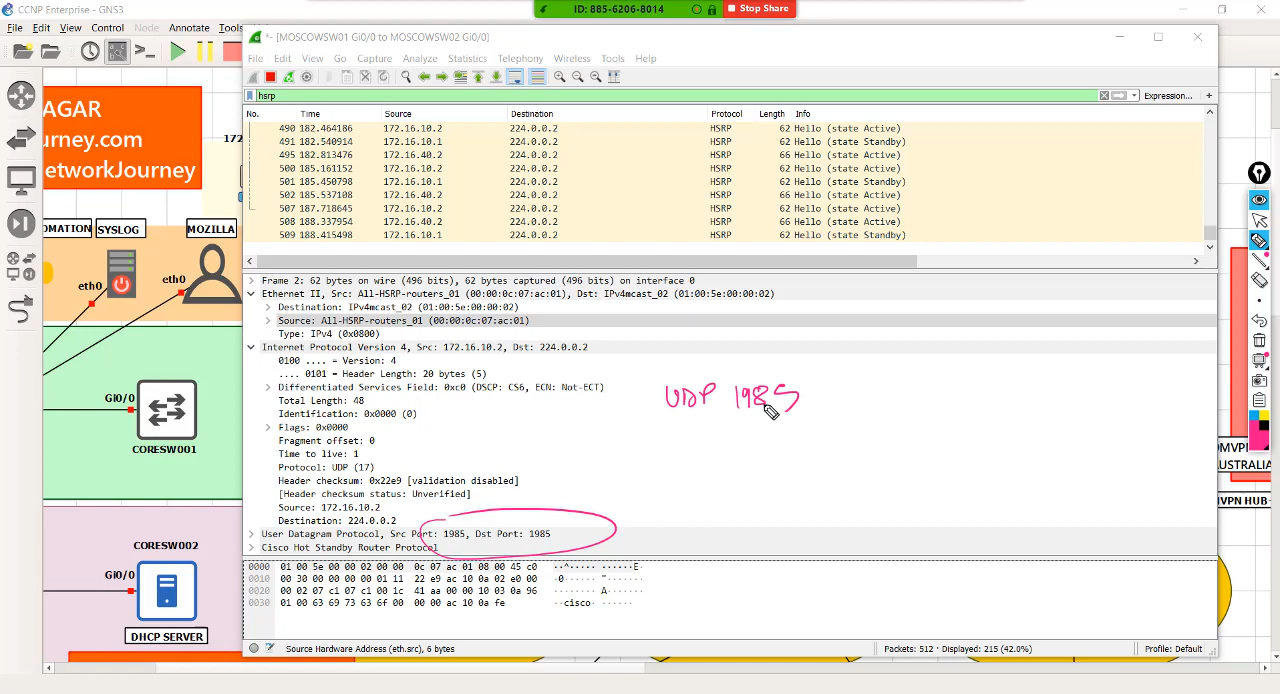 CCNP Enterprise - GNS3
ID: 885-6206-8014
Stop Share
File Edit View Control Node Annotate Tools
*- [MOSCOWSW01 Gi0/0 to MOSCOWSW02 Gi0/0]
File Edit View Go Capture Analyze Statistics Telephony Wireless Tools Help
hsrp
Expression...
No. Time Source Destination Protocol Length Info
490 182.464186 172.16.10.2 224.0.0.2 HSRP 62 Hello (state Active)
491 182.540914 172.16.10.1 224.0.0.2 HSRP 62 Hello (state Standby)
495 182.813476 172.16.40.2 224.0.0.2 HSRP 66 Hello (state Active)
500 185.161152 172.16.10.2 224.0.0.2 HSRP 62 Hello (state Active)
501 185.450798 172.16.10.1 224.0.0.2 HSRP 62 Hello (state Standby)
502 185.537108 172.16.40.2 224.0.0.2 HSRP 66 Hello (state Active)
507 187.718645 172.16.10.2 224.0.0.2 HSRP 62 Hello (state Active)
508 188.337954 172.16.40.2 224.0.0.2 HSRP 66 Hello (state Active)
509 188.415498 172.16.10.1 224.0.0.2 HSRP 62 Hello (state Standby)
Frame 2: 62 bytes on wire (496 bits), 62 bytes captured (496 bits) on interface 0
Ethernet II, Src: All-HSRP-routers_01 (00:00:0c:07:ac:01), Dst: IPv4mcast_02 (01:00:5e:00:00:02)
Destination: IPv4mcast_02 (01:00:5e:00:00:02)
Source: All-HSRP-routers_01 (00:00:0c:07:ac:01)
Type: IPv4 (0x0800)
Internet Protocol Version 4, Src: 172.16.10.2, Dst: 224.0.0.2
0100 .... = Version: 4
.... 0101 = Header Length: 20 bytes (5)
Differentiated Services Field: 0xc0 (DSCP: CS6, ECN: Not-ECT)
Total Length: 48
Identification: 0x0000 (0)
Flags: 0x0000
Fragment offset: 0
Time to live: 1
Protocol: UDP (17)
Header checksum: 0x22e9 [validation disabled]
[Header checksum status: Unverified]
Source: 172.16.10.2
Destination: 224.0.0.2
User Datagram Protocol, Src Port: 1985, Dst Port: 1985
Cisco Hot Standby Router Protocol
UDP 1985
0000 01 00 5e 00 00 02 00 00 0c 07 ac 01 08 00 45 c0 ··^····· ······E·
0010 00 30 00 00 00 00 01 11 22 e9 ac 10 0a 02 e0 00 ·0······ "·······
0020 00 02 07 c1 07 c1 00 1c 41 aa 00 00 10 03 0a 96 ········ A·······
0030 01 00 63 69 73 63 6f 00 00 00 ac 10 0a fe ··cisco· ······
Source Hardware Address (eth.src), 6 bytes
Packets: 512 · Displayed: 215 (42.0%)
Profile: Default
AGAR
urney.com
etworkJourney
172
OMATION
SYSLOG
MOZILLA
eth0
eth0
Gi0/0
CORESW001
CORESW002
Gi0/0
DHCP SERVER
DMVPI
AUSTRALIA
VPN HUB-